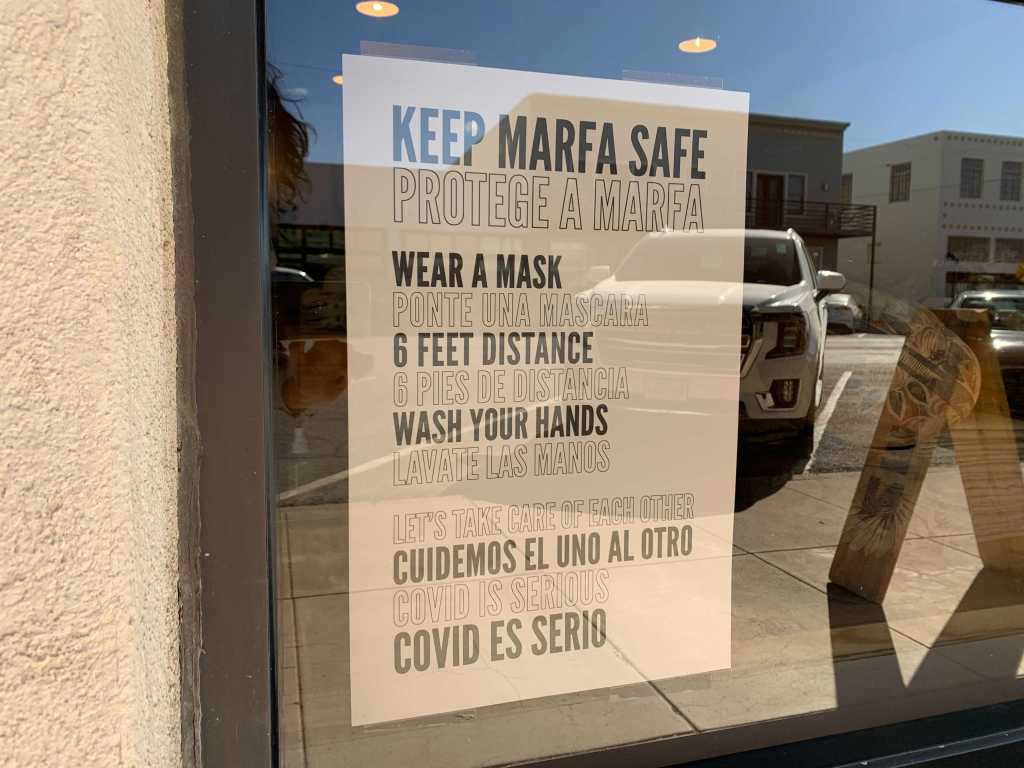 KEEP MARFA SAFE
PROTEGE A MARFA
WEAR A MASK
PONTE UNA MASCARA
6 FEET DISTANCE
6 PIES DE DISTANCIA
WASH YOUR HANDS
LAVATE LAS MANOS
LET'S TAKE CARE OF EACH OTHER
CUIDEMOS EL UNO AL OTRO
COVID IS SERIOUS
COVID ES SERIO